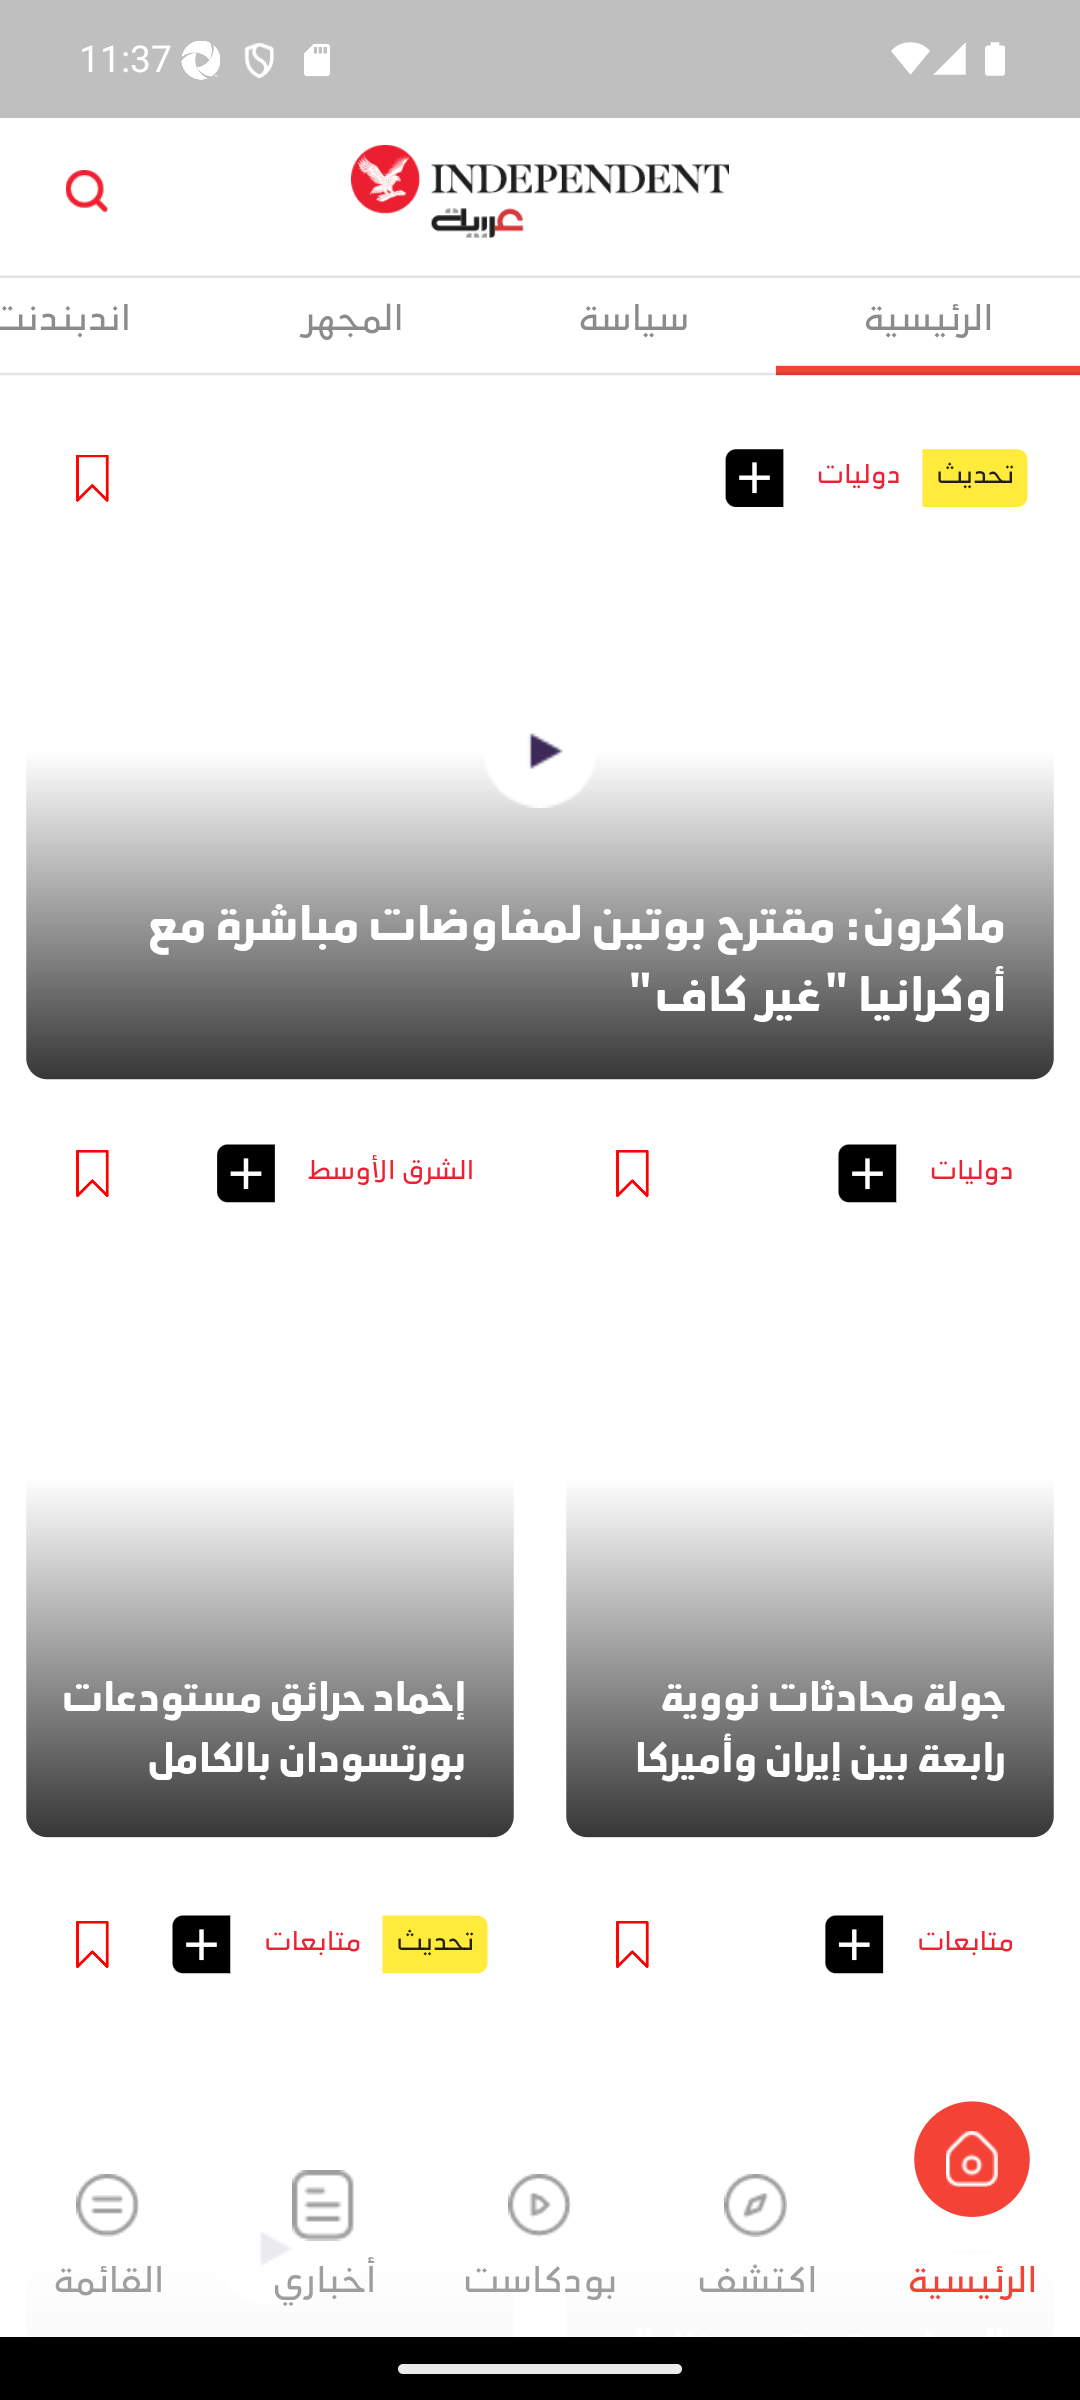 11:37
INDEPENDENT
عربية
الرئيسية
سياسة
المجهر
اندبندنت
تحديث
دوليات
ماكرون: مقترح بوتين لمفاوضات مباشرة مع
أوكرانيا "غير كاف"
دوليات
الشرق الأوسط
جولة محادثات نووية
رابعة بين إيران وأميركا
إخماد حرائق مستودعات
بورتسودان بالكامل
متابعات
تحديث
متابعات
الرئيسية
اكتشف
بودكاست
أخباري
القائمة